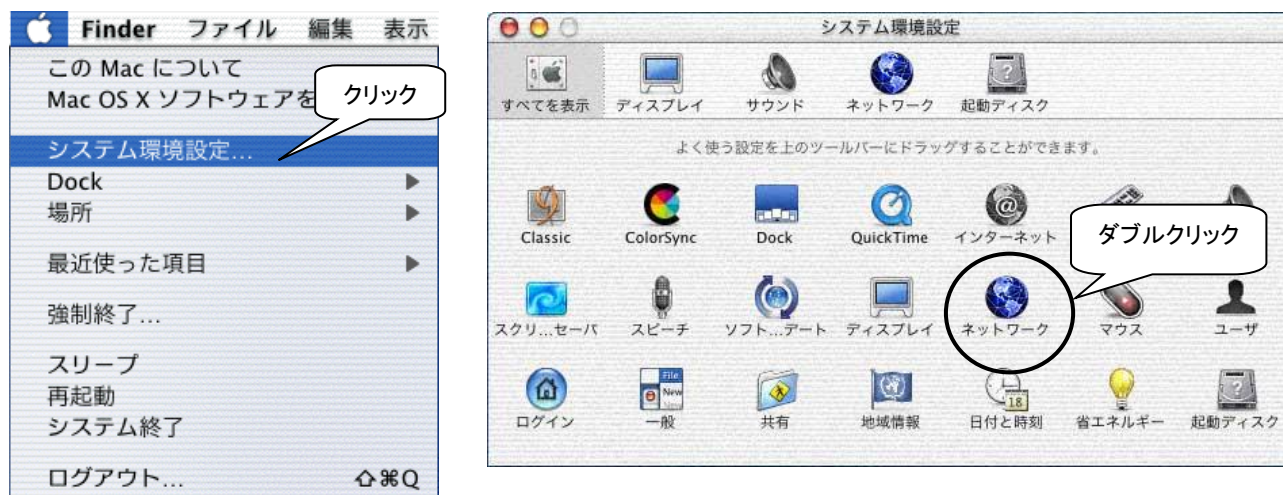 Finder ファイル 編集 表示
この Mac について
Mac OS X ソフトウェアを
クリック
システム環境設定...
Dock
場所
最近使った項目
強制終了...
スリープ
再起動
システム終了
ログアウト... ⇧⌘Q
システム環境設定
すべてを表示 ディスプレイ サウンド ネットワーク 起動ディスク
よく使う設定を上のツールバーにドラッグすることができます。
Classic ColorSync Dock QuickTime インターネット
ダブルクリック
スクリ...セーバ スピーチ ソフト...デート ディスプレイ ネットワーク マウス ユーザ
ログイン 一般 共有 地域情報 日付と時刻 省エネルギー 起動ディスク